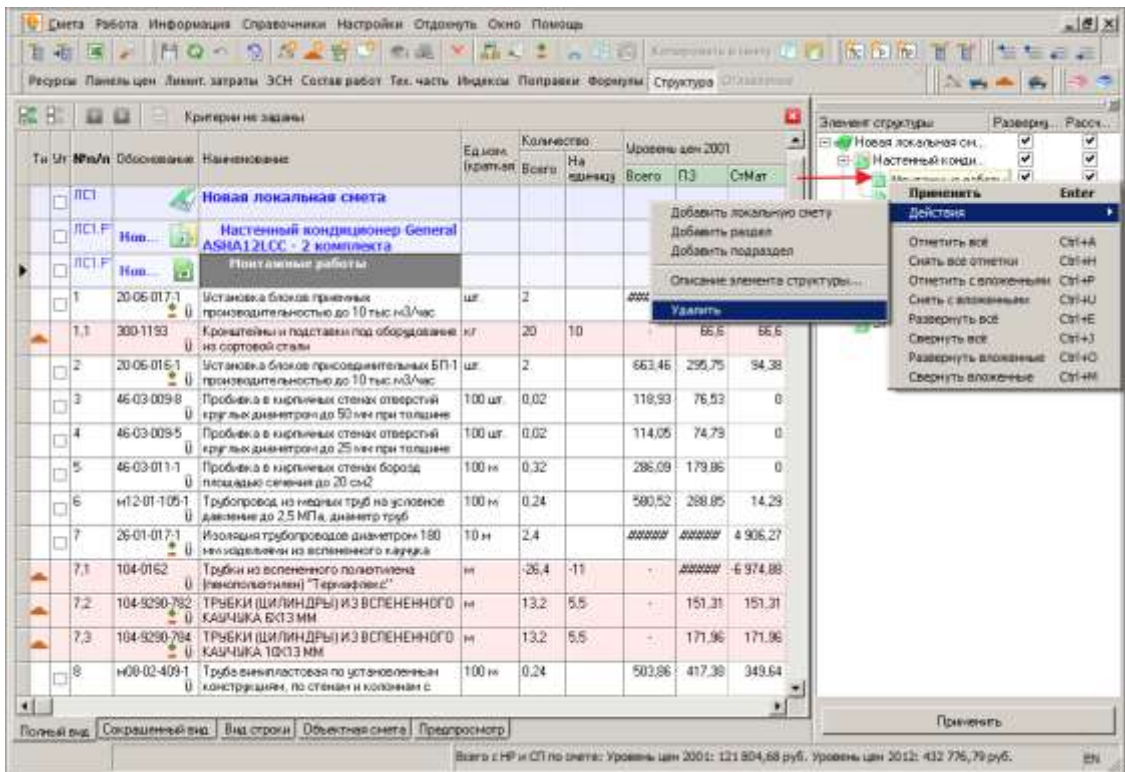 Смета Работа Информация Справочники Настройки Отдохнуть Окно Помощь
Копировать в смету
Ресурсы Панель цен Лимит. затраты ЗСН Состав работ Тех. часть Индексы Поправки Формулы Структура Оглавление
Критерии не заданы
Элемент структуры Разверну... Рассч...
Ти Уг №п/п Обоснование Наименование Ед.изм. (краткая Количество Всего На единицу Уровень цен 2001 Всего ПЗ СтМат
Новая локальная см...
Настенный конди...
Монтажные работы
ЛС1 Новая локальная смета
ЛС1.Р Нов... Настенный кондиционер General
ASHA12LCC - 2 комплекта
ЛС1.Р Нов... Монтажные работы
Применить Enter
Действия
Отметить всё Ctrl+A
Снять все отметки Ctrl+H
Отметить с вложенными Ctrl+P
Снять с вложенными Ctrl+U
Развернуть всё Ctrl+E
Свернуть всё Ctrl+J
Развернуть вложенные Ctrl+O
Свернуть вложенные Ctrl+M
Добавить локальную смету
Добавить раздел
Добавить подраздел
Описание элемента структуры...
Удалить
1 20-06-017-1 Установка блоков приемных шт. 2 ###
производительностью до 10 тыс.м3/час
1,1 300-1193 Кронштейны и подставки под оборудование кг 20 10 - 66,6 66,6
из сортовой стали
2 20-06-016-1 Установка блоков присоединительных БП-1 шт. 2 663,46 295,75 94,38
производительностью до 10 тыс.м3/час
3 46-03-009-8 Пробивка в кирпичных стенах отверстий 100 шт. 0,02 118,93 76,53 0
круглых диаметром до 50 мм при толщине
4 46-03-009-5 Пробивка в кирпичных стенах отверстий 100 шт. 0,02 114,05 74,79 0
круглых диаметром до 25 мм при толщине
5 46-03-011-1 Пробивка в кирпичных стенах борозд 100 м 0,32 286,09 179,86 0
площадью сечения до 20 см2
6 м12-01-105-1 Трубопровод из медных труб на условное 100 м 0,24 580,52 288,85 14,29
давление до 2,5 МПа, диаметр труб
7 26-01-017-1 Изоляция трубопроводов диаметром 180 10 м 2,4 ##### ##### 4 906,27
мм изделиями из вспененного каучука
7,1 104-0162 Трубки из вспененного полиэтилена м -26,4 -11 - ##### -6 974,88
(пенополиэтилен) "Термафлекс"
7,2 104-9290-782 ТРУБКИ (ЦИЛИНДРЫ) ИЗ ВСПЕНЕННОГО м 13,2 5,5 - 151,31 151,31
КАУЧУКА 6Х13 ММ
7,3 104-9290-784 ТРУБКИ (ЦИЛИНДРЫ) ИЗ ВСПЕНЕННОГО м 13,2 5,5 - 171,96 171,96
КАУЧУКА 10Х13 ММ
8 м08-02-409-1 Труба винипластовая по установленным 100 м 0,24 503,86 417,38 349,64
конструкциям, по стенам и колоннам с
Полный вид Сокращенный вид Вид строки Объектная смета Предпросмотр
Применить
Всего с НР и СП по смете: Уровень цен 2001: 121 804,68 руб. Уровень цен 2012: 432 776,79 руб. EN